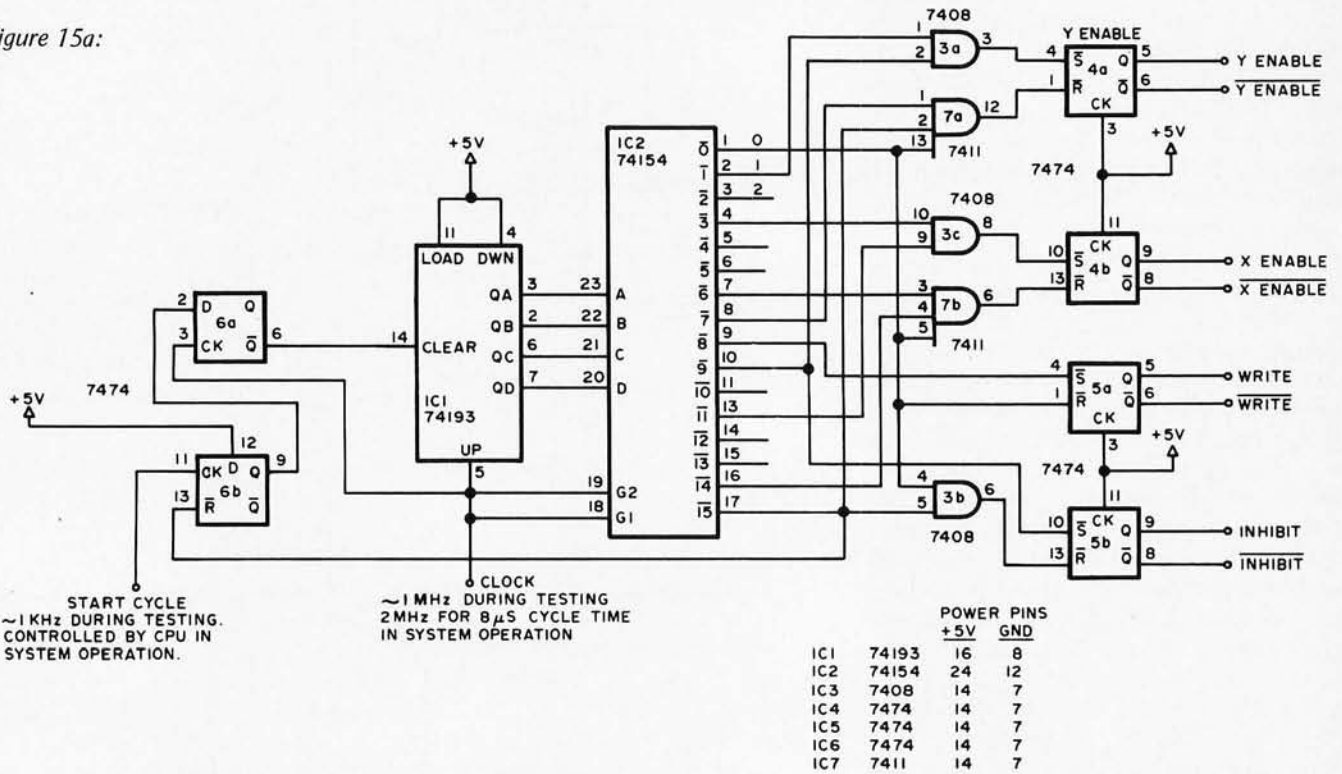 igure 15a:
7408
1
2
3a
3
Y ENABLE
4 S̅ Q 5
4a
1 R̅ Q̅ 6
CK
3
Y ENABLE
Y̅ ̅E̅N̅A̅B̅L̅E̅
+5V
1
2
13
7a
12
7411
7474
7408
10
9
3c
8
11
CK
10 S̅ Q 9
4b
13 R̅ Q̅ 8
X ENABLE
X̅ ̅E̅N̅A̅B̅L̅E̅
3
4
5
7b
6
7411
4 S̅ Q 5
5a
1 R̅ Q̅ 6
CK
3
WRITE
W̅R̅I̅T̅E̅
+5V
7474
4
5
3b
6
7408
11
CK
10 S̅ Q 9
5b
13 R̅ Q̅ 8
INHIBIT
I̅N̅H̅I̅B̅I̅T̅
IC2
74154
0̅ 1 0
1̅ 2 1
2̅ 3 2
3̅ 4
4̅ 5
5̅ 6
6̅ 7
7̅ 8
8̅ 9
9̅ 10
1̅0̅ 11
1̅1̅ 13
1̅2̅ 14
1̅3̅ 15
1̅4̅ 16
1̅5̅ 17
23 A
22 B
21 C
20 D
19 G2
18 G1
+5V
11 4
LOAD DWN
QA 3
QB 2
QC 6
QD 7
14 CLEAR
IC1
74193
UP
5
2 D Q
6a
3 CK Q̅ 6
7474
+5V
12
11 CK D Q 9
6b
13 R̅ Q̅
START CYCLE
~1KHz DURING TESTING.
CONTROLLED BY CPU IN
SYSTEM OPERATION.
CLOCK
~1MHz DURING TESTING
2MHz FOR 8μS CYCLE TIME
IN SYSTEM OPERATION
POWER PINS
+5V GND
IC1 74193 16 8
IC2 74154 24 12
IC3 7408 14 7
IC4 7474 14 7
IC5 7474 14 7
IC6 7474 14 7
IC7 7411 14 7